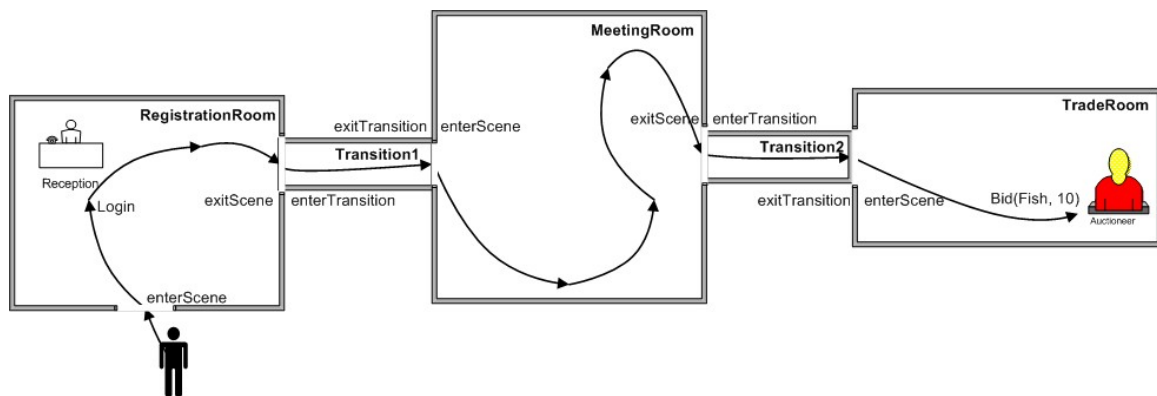 MeetingRoom
RegistrationRoom
TradeRoom
exitTransition
enterScene
exitScene
enterTransition
Transition1
Transition2
Reception
Login
exitScene
enterTransition
exitTransition
enterScene
Bid(Fish, 10)
Auctioneer
enterScene